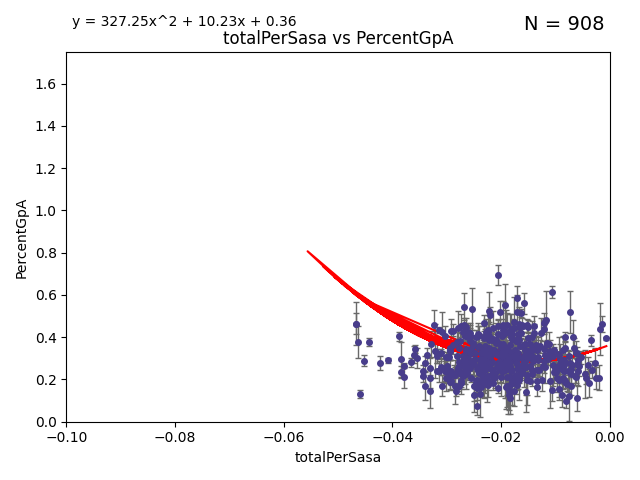 y = 327.25x^2 + 10.23x + 0.36
N = 908
totalPerSasa vs PercentGpA
1.6
1.4
1.2
1.0
0.8
0.6
0.4
0.2
0.0
PercentGpA
−0.10 −0.08 −0.06 −0.04 −0.02 0.00
totalPerSasa